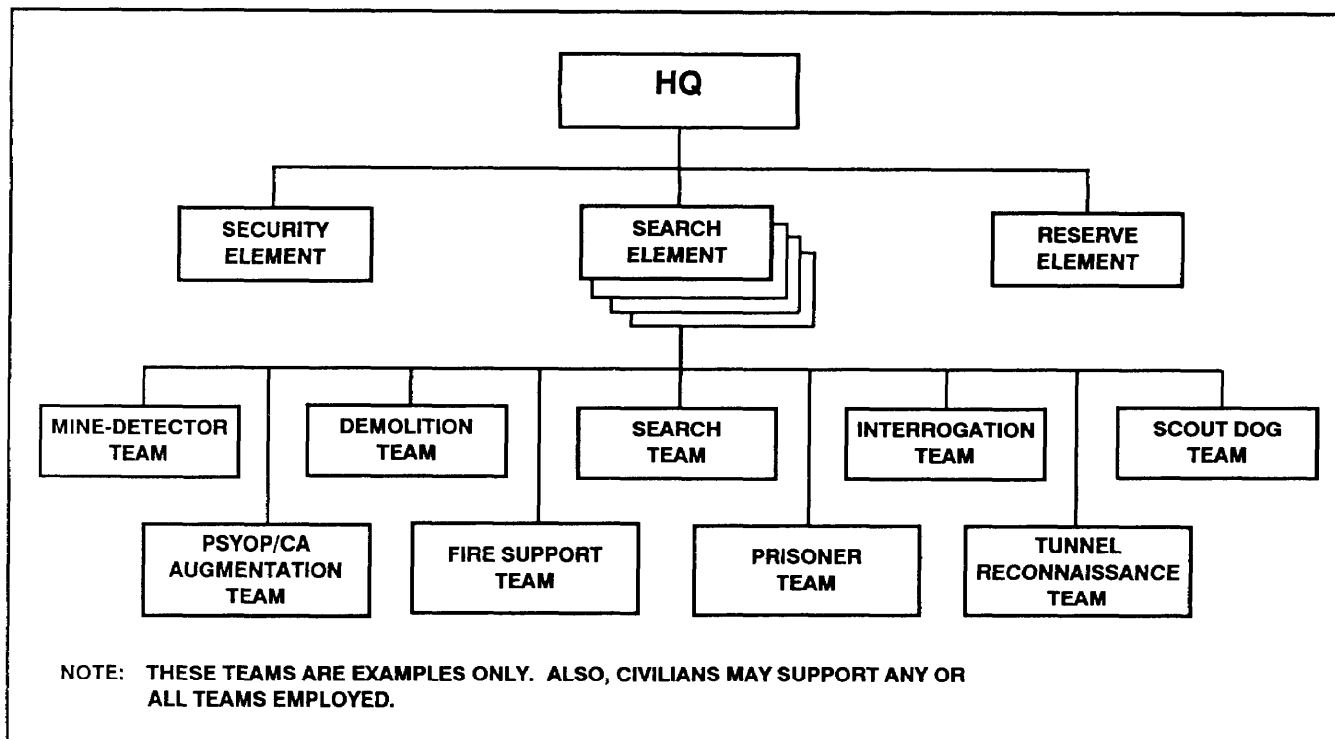 HQ
SECURITY
ELEMENT
SEARCH
ELEMENT
RESERVE
ELEMENT
MINE-DETECTOR
TEAM
DEMOLITION
TEAM
SEARCH
TEAM
INTERROGATION
TEAM
SCOUT DOG
TEAM
PSYOP/CA
AUGMENTATION
TEAM
FIRE SUPPORT
TEAM
PRISONER
TEAM
TUNNEL
RECONNAISSANCE
TEAM
NOTE: THESE TEAMS ARE EXAMPLES ONLY. ALSO, CIVILIANS MAY SUPPORT ANY OR
ALL TEAMS EMPLOYED.